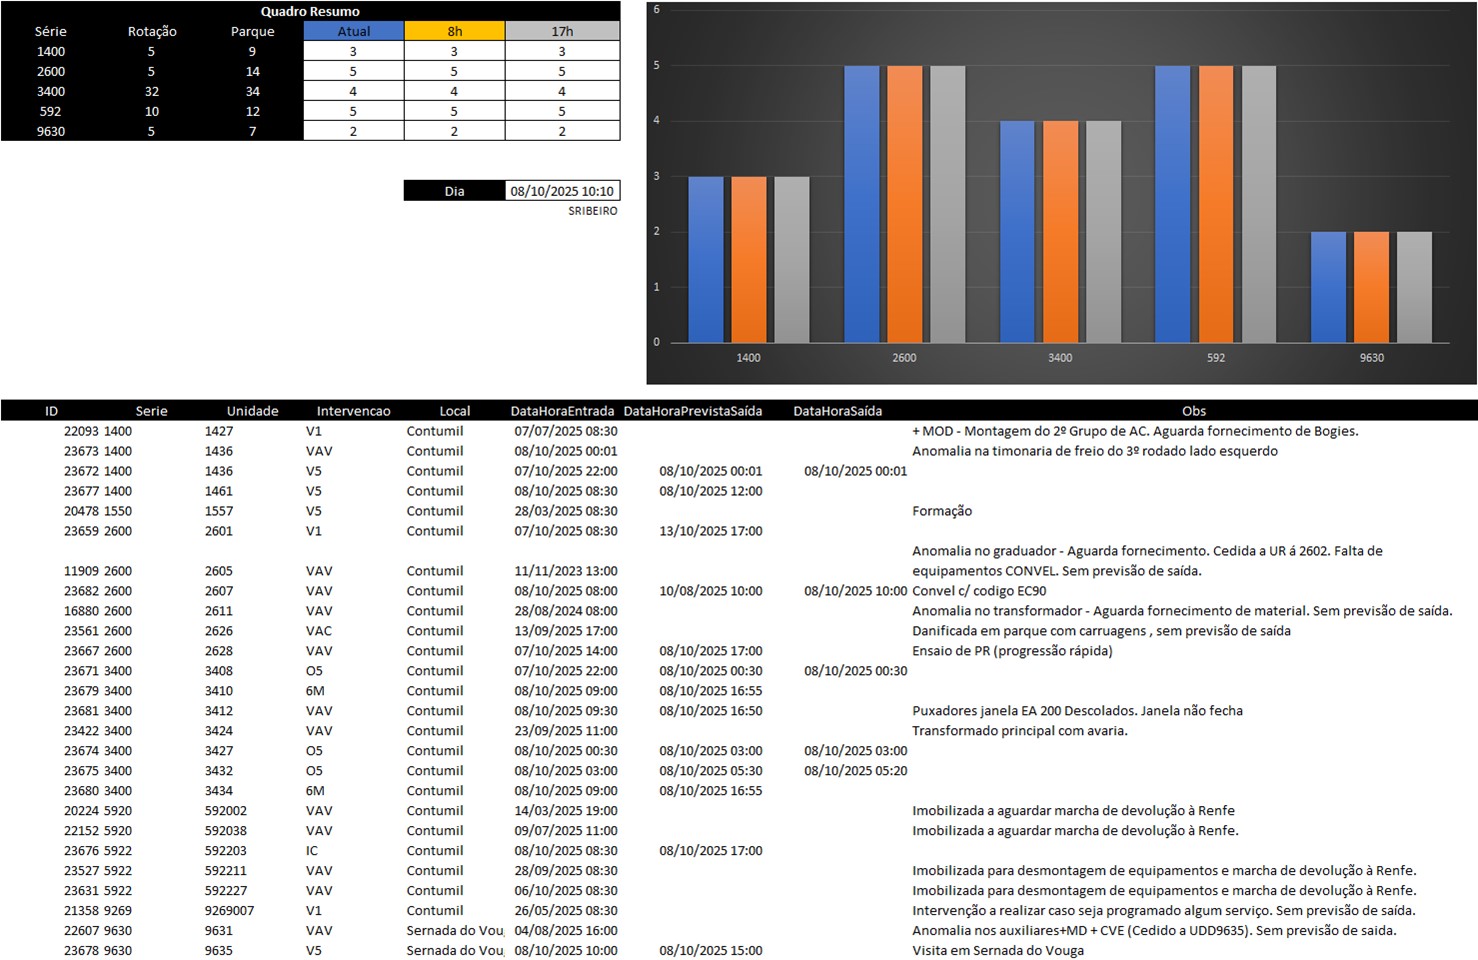 Quadro Resumo
Série Rotação Parque Atual 8h 17h
1400 5 9 3 3 3
2600 5 14 5 5 5
3400 32 34 4 4 4
592 10 12 5 5 5
9630 5 7 2 2 2
Dia 08/10/2025 10:10
SRIBEIRO
6
5
4
3
2
1
0
1400 2600 3400 592 9630
ID Serie Unidade Intervencao Local DataHoraEntrada DataHoraPrevistaSaída DataHoraSaída Obs
22093 1400 1427 V1 Contumil 07/07/2025 08:30 + MOD - Montagem do 2º Grupo de AC. Aguarda fornecimento de Bogies.
23673 1400 1436 VAV Contumil 08/10/2025 00:01 Anomalia na timonaria de freio do 3º rodado lado esquerdo
23672 1400 1436 V5 Contumil 07/10/2025 22:00 08/10/2025 00:01 08/10/2025 00:01
23677 1400 1461 V5 Contumil 08/10/2025 08:30 08/10/2025 12:00
20478 1550 1557 V5 Contumil 28/03/2025 08:30 Formação
23659 2600 2601 V1 Contumil 07/10/2025 08:30 13/10/2025 17:00
Anomalia no graduador - Aguarda fornecimento. Cedida a UR á 2602. Falta de
11909 2600 2605 VAV Contumil 11/11/2023 13:00 equipamentos CONVEL. Sem previsão de saída.
23682 2600 2607 VAV Contumil 08/10/2025 08:00 10/08/2025 10:00 08/10/2025 10:00 Convel c/ codigo EC90
16880 2600 2611 VAV Contumil 28/08/2024 08:00 Anomalia no transformador - Aguarda fornecimento de material. Sem previsão de saída.
23561 2600 2626 VAC Contumil 13/09/2025 17:00 Danificada em parque com carruagens , sem previsão de saída
23667 2600 2628 VAV Contumil 07/10/2025 14:00 08/10/2025 17:00 Ensaio de PR (progressão rápida)
23671 3400 3408 O5 Contumil 07/10/2025 22:00 08/10/2025 00:30 08/10/2025 00:30
23679 3400 3410 6M Contumil 08/10/2025 09:00 08/10/2025 16:55
23681 3400 3412 VAV Contumil 08/10/2025 09:30 08/10/2025 16:50 Puxadores janela EA 200 Descolados. Janela não fecha
23422 3400 3424 VAV Contumil 23/09/2025 11:00 Transformado principal com avaria.
23674 3400 3427 O5 Contumil 08/10/2025 00:30 08/10/2025 03:00 08/10/2025 03:00
23675 3400 3432 O5 Contumil 08/10/2025 03:00 08/10/2025 05:30 08/10/2025 05:20
23680 3400 3434 6M Contumil 08/10/2025 09:00 08/10/2025 16:55
20224 5920 592002 VAV Contumil 14/03/2025 19:00 Imobilizada a aguardar marcha de devolução à Renfe
22152 5920 592038 VAV Contumil 09/07/2025 11:00 Imobilizada a aguardar marcha de devolução à Renfe.
23676 5922 592203 IC Contumil 08/10/2025 08:30 08/10/2025 17:00
23527 5922 592211 VAV Contumil 28/09/2025 08:30 Imobilizada para desmontagem de equipamentos e marcha de devolução à Renfe.
23631 5922 592227 VAV Contumil 06/10/2025 08:30 Imobilizada para desmontagem de equipamentos e marcha de devolução à Renfe.
21358 9269 9269007 V1 Contumil 26/05/2025 08:30 Intervenção a realizar caso seja programado algum serviço. Sem previsão de saída.
22607 9630 9631 VAV Sernada do Vou 04/08/2025 16:00 Anomalia nos auxiliares+MD + CVE (Cedido a UDD9635). Sem previsão de saida.
23678 9630 9635 V5 Sernada do Vou 08/10/2025 10:00 08/10/2025 15:00 Visita em Sernada do Vouga